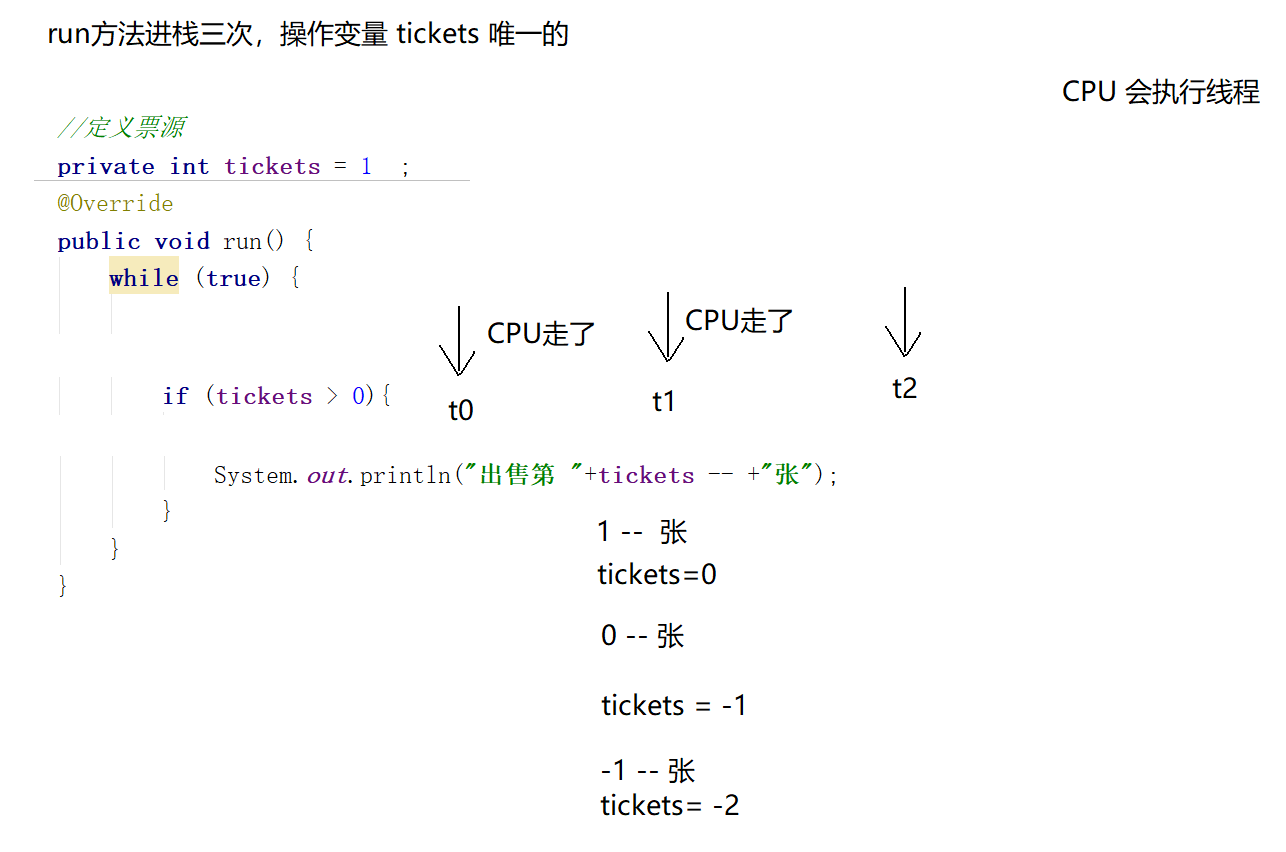 run方法进栈三次，操作变量 tickets 唯一的
CPU 会执行线程
//定义票源
private int tickets = 1  ;
@Override
public void run() {
while (true) {
CPU走了
CPU走了
if (tickets > 0){
t0
t1
t2
System.out.println("出售第 "+tickets -- +"张");
}
}
}
1 --  张
tickets=0
0 -- 张
tickets = -1
-1 -- 张
tickets= -2